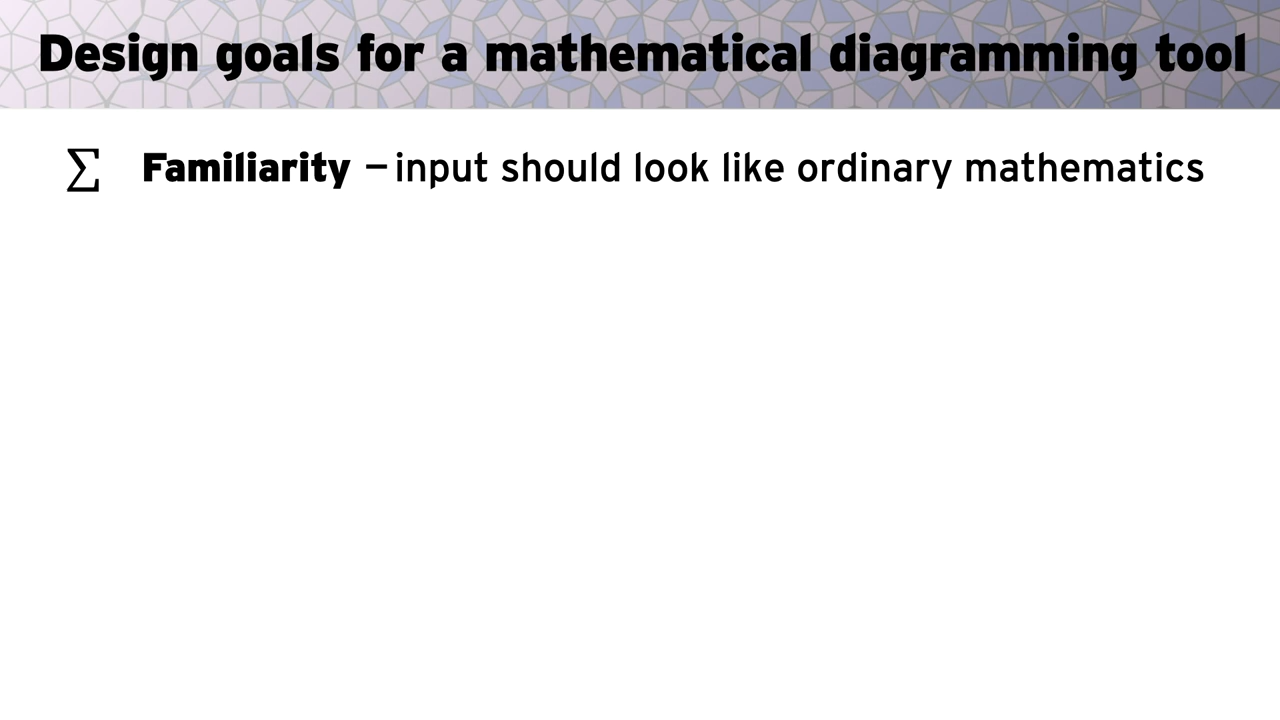 Design goals for a mathematical diagramming tool
∑ Familiarity – input should look like ordinary mathematics